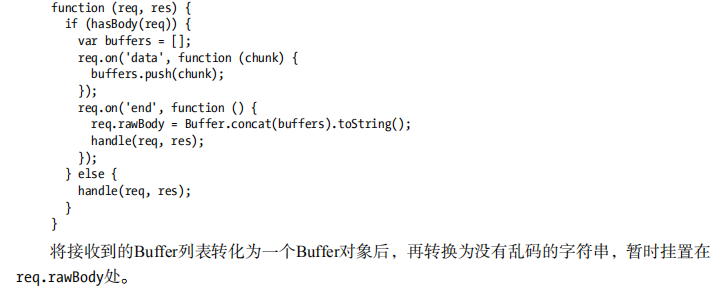 function (req, res) {
  if (hasBody(req)) {
    var buffers = [];
    req.on('data', function (chunk) {
      buffers.push(chunk);
    });
    req.on('end', function () {
      req.rawBody = Buffer.concat(buffers).toString();
      handle(req, res);
    });
  } else {
    handle(req, res);
  }
}
将接收到的Buffer列表转化为一个Buffer对象后，再转换为没有乱码的字符串，暂时挂置在
req.rawBody处。